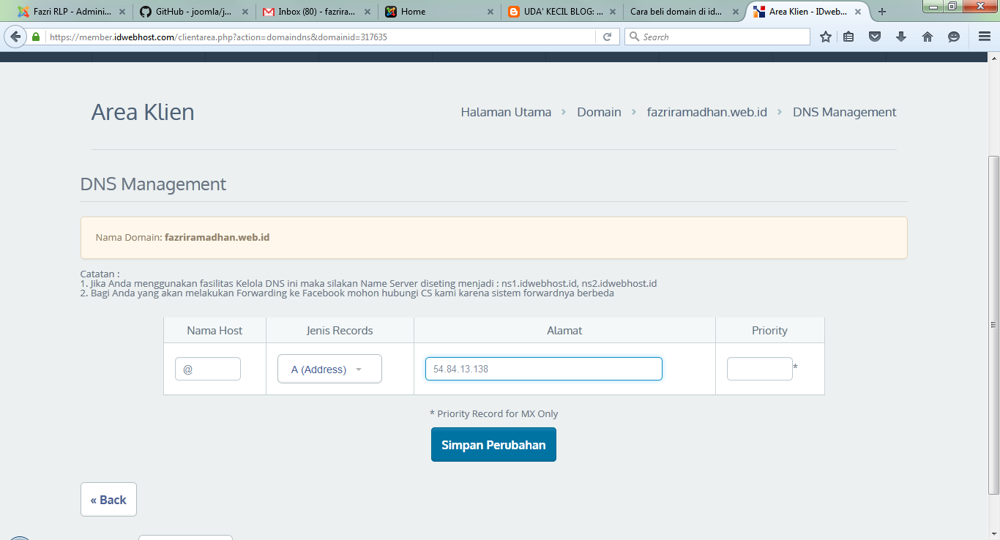 Fazri RLP - Admini...
GitHub - joomla/j...
Inbox (80) - fazrira...
Home
UDA' KECIL BLOG: ...
Cara beli domain di id...
Area Klien - IDweb...
https://member.idwebhost.com/clientarea.php?action=domaindns&domainid=317635
Search
Area Klien
Halaman Utama > Domain > fazriramadhan.web.id > DNS Management
DNS Management
Nama Domain: fazriramadhan.web.id
Catatan :
1. Jika Anda menggunakan fasilitas Kelola DNS ini maka silakan Name Server diseting menjadi : ns1.idwebhost.id, ns2.idwebhost.id
2. Bagi Anda yang akan melakukan Forwarding ke Facebook mohon hubungi CS kami karena sistem forwardnya berbeda
Nama Host Jenis Records Alamat Priority
@ A (Address) 54.84.13.138 *
* Priority Record for MX Only
Simpan Perubahan
« Back